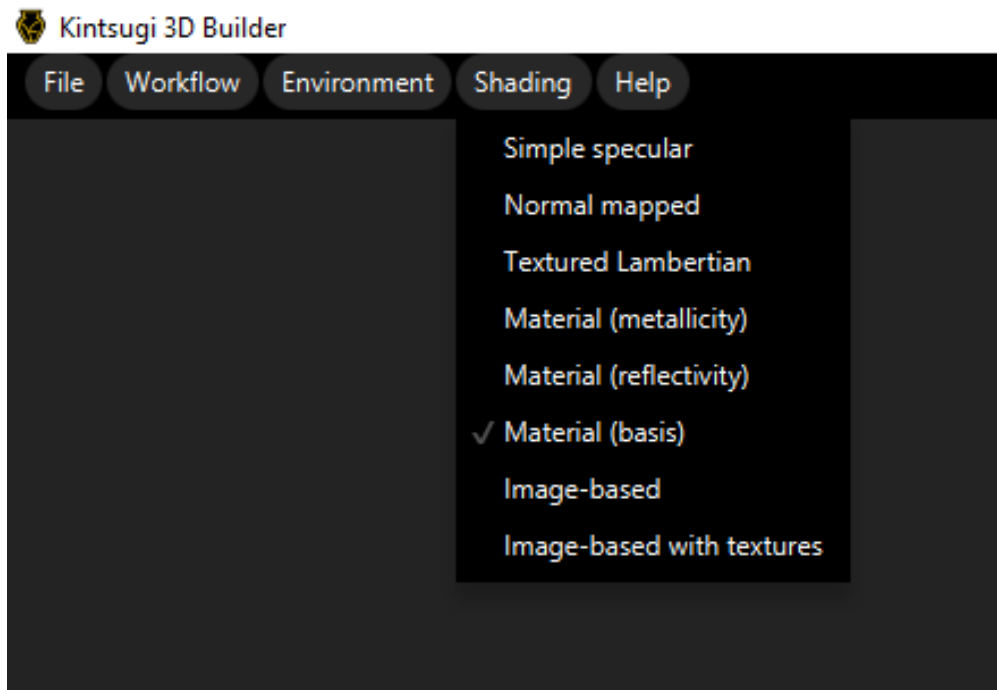 Kintsugi 3D Builder
File Workflow Environment Shading Help
Simple specular
Normal mapped
Textured Lambertian
Material (metallicity)
Material (reflectivity)
Material (basis)
Image-based
Image-based with textures